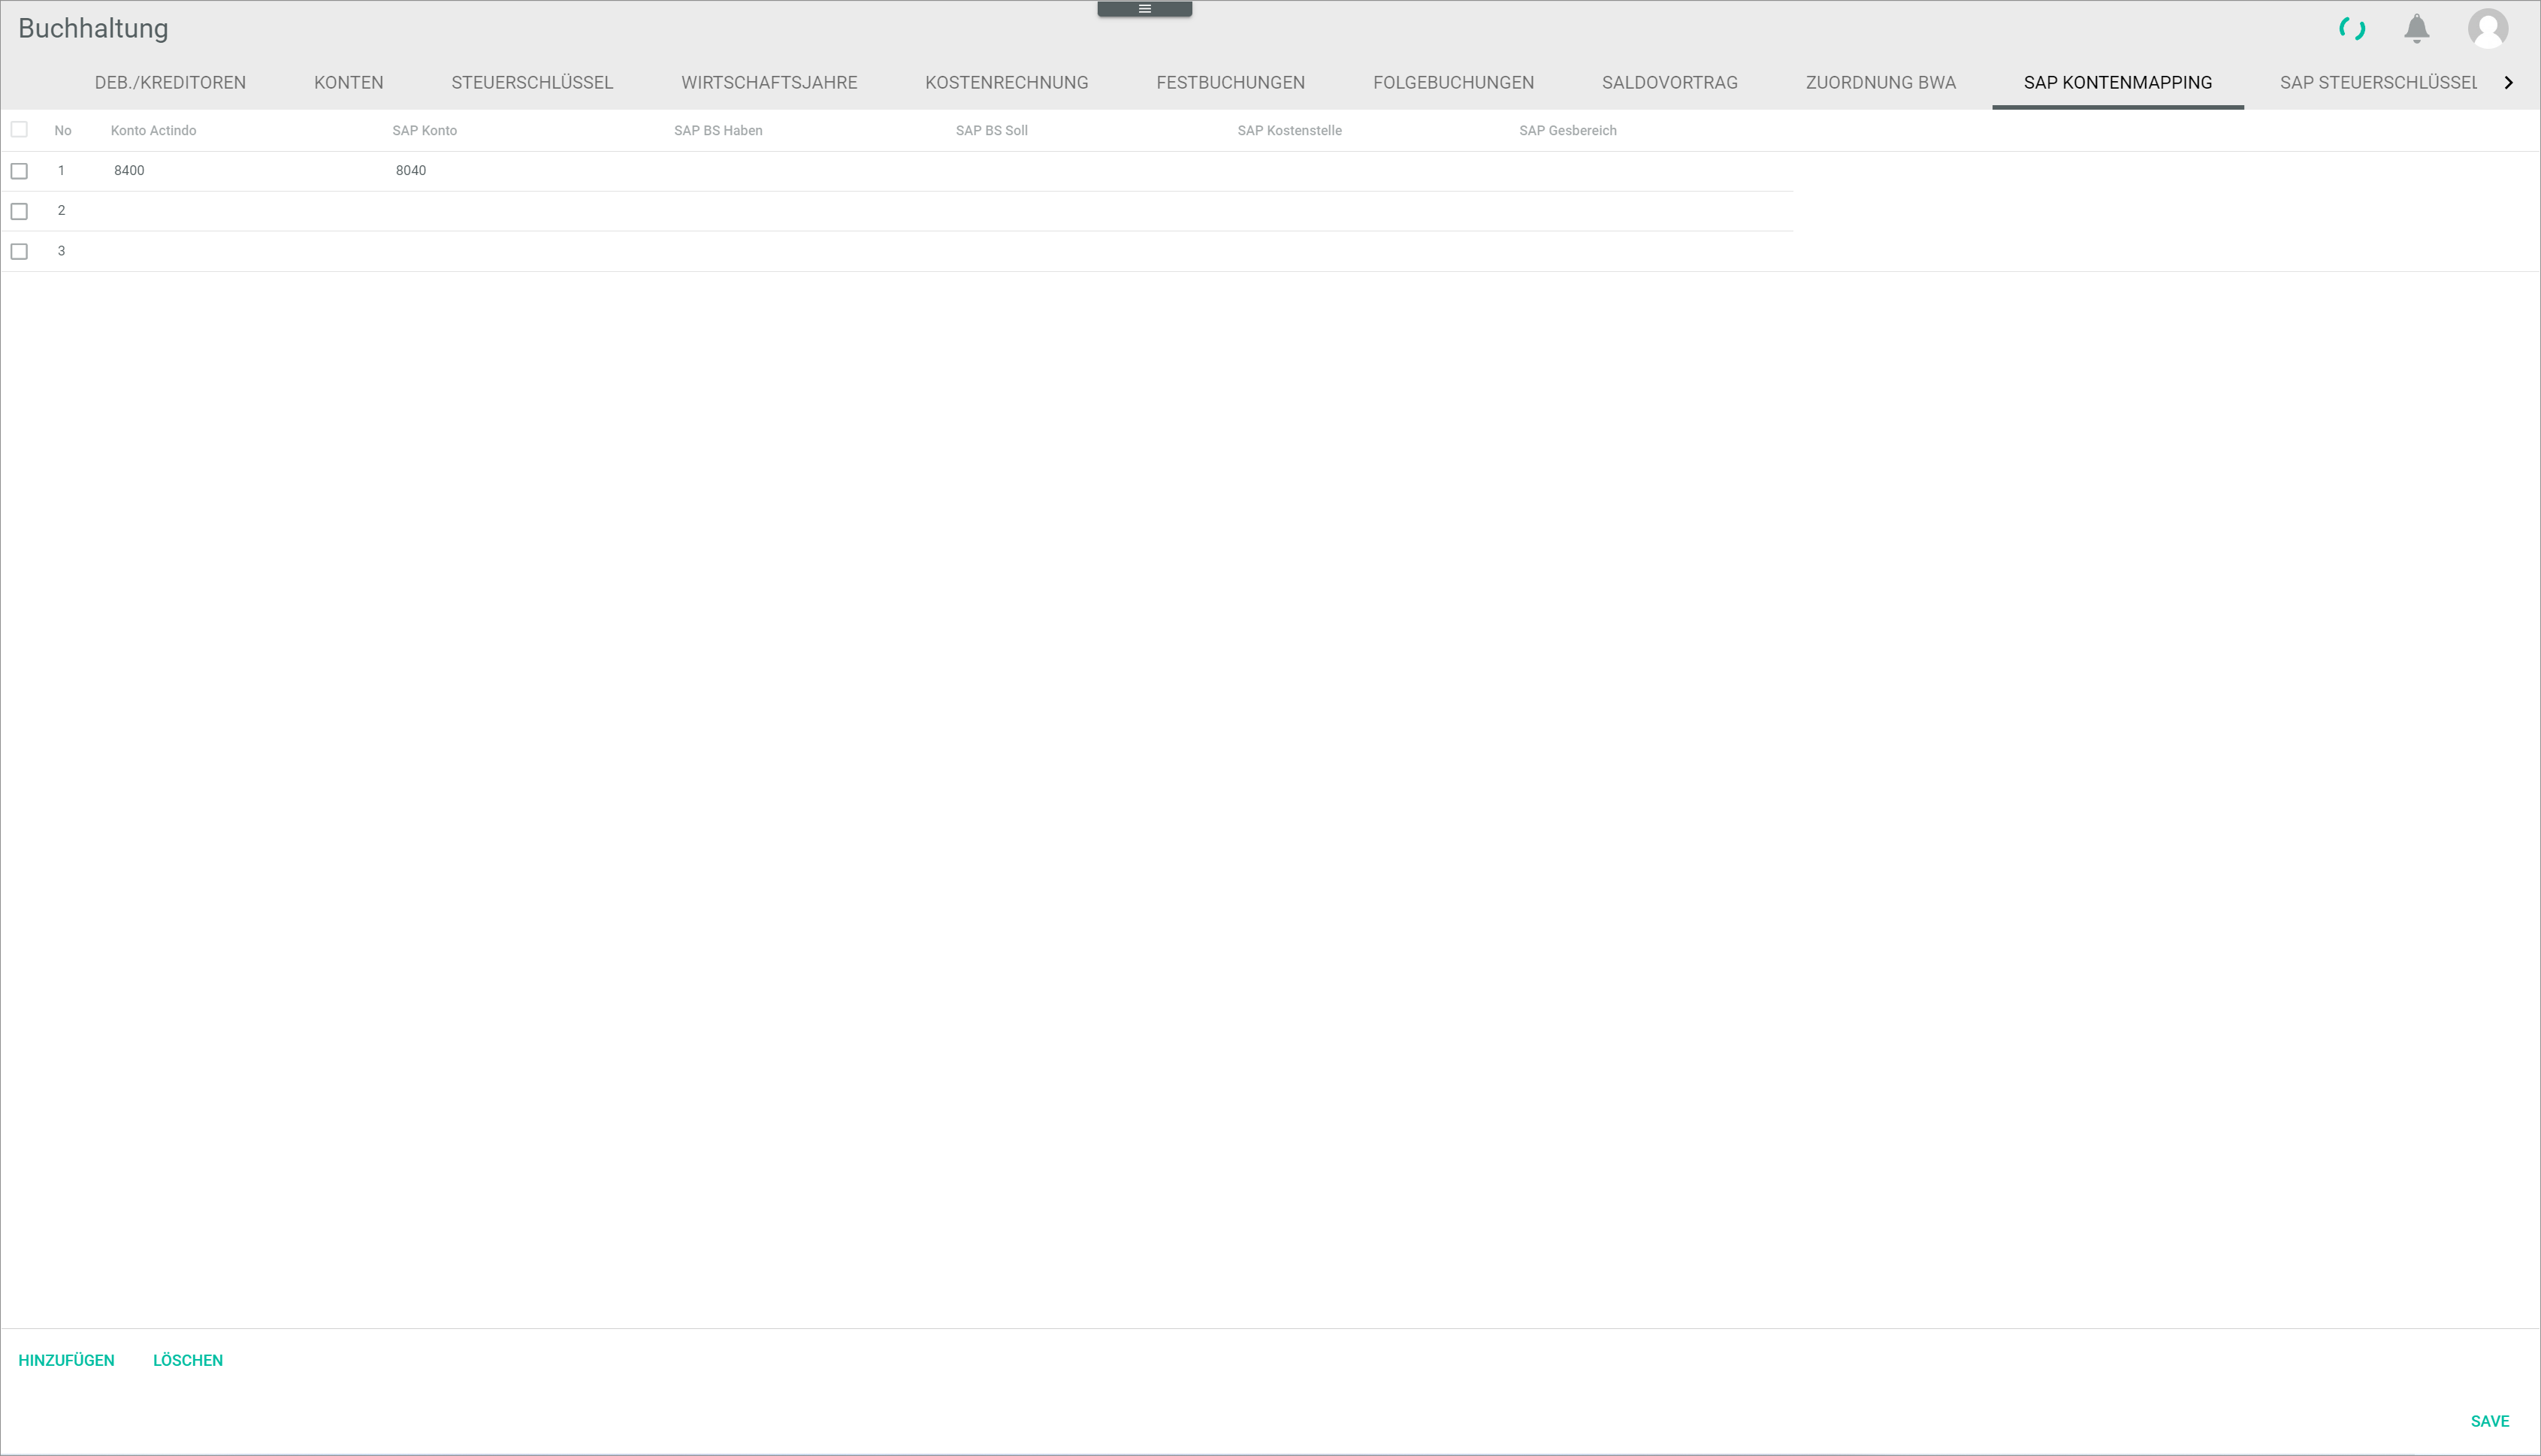 Buchhaltung
DEB./KREDITOREN KONTEN STEUERSCHLÜSSEL WIRTSCHAFTSJAHRE KOSTENRECHNUNG FESTBUCHUNGEN FOLGEBUCHUNGEN SALDOVORTRAG ZUORDNUNG BWA SAP KONTENMAPPING SAP STEUERSCHLÜSSEL
No Konto Actindo SAP Konto SAP BS Haben SAP BS Soll SAP Kostenstelle SAP Gesbereich
1 8400 8040
2
3
HINZUFÜGEN LÖSCHEN
SAVE